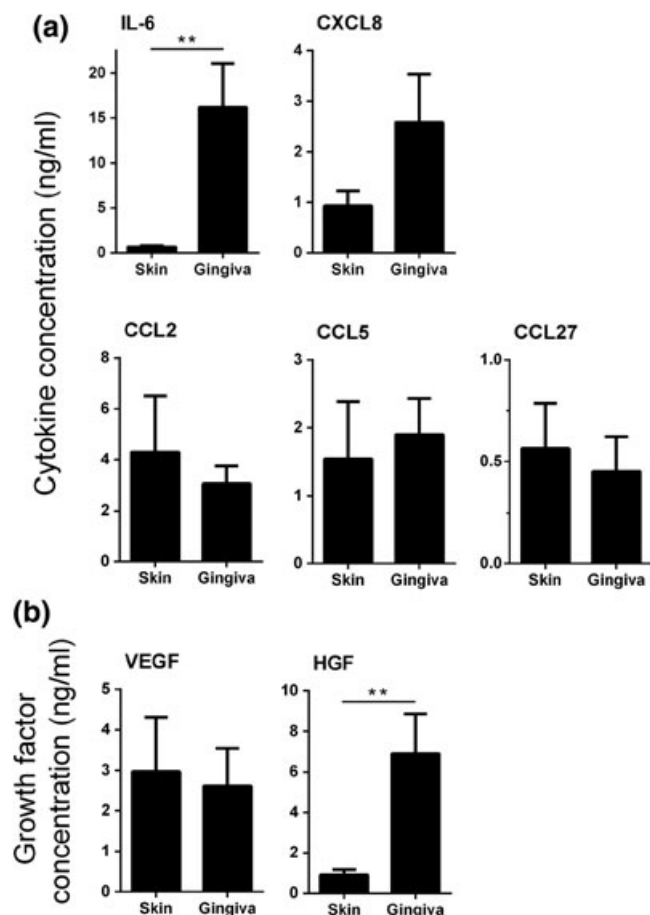 (a)
IL-6
CXCL8
**
Cytokine concentration (ng/ml)
20
15
10
5
0
Skin Gingiva
4
3
2
1
0
Skin Gingiva
CCL2
CCL5
CCL27
8
6
4
2
0
Skin Gingiva
3
2
1
0
Skin Gingiva
1.0
0.5
0.0
Skin Gingiva
(b)
VEGF
HGF
Growth factor
concentration (ng/ml)
5
4
3
2
1
0
Skin Gingiva
**
10
8
6
4
2
0
Skin Gingiva